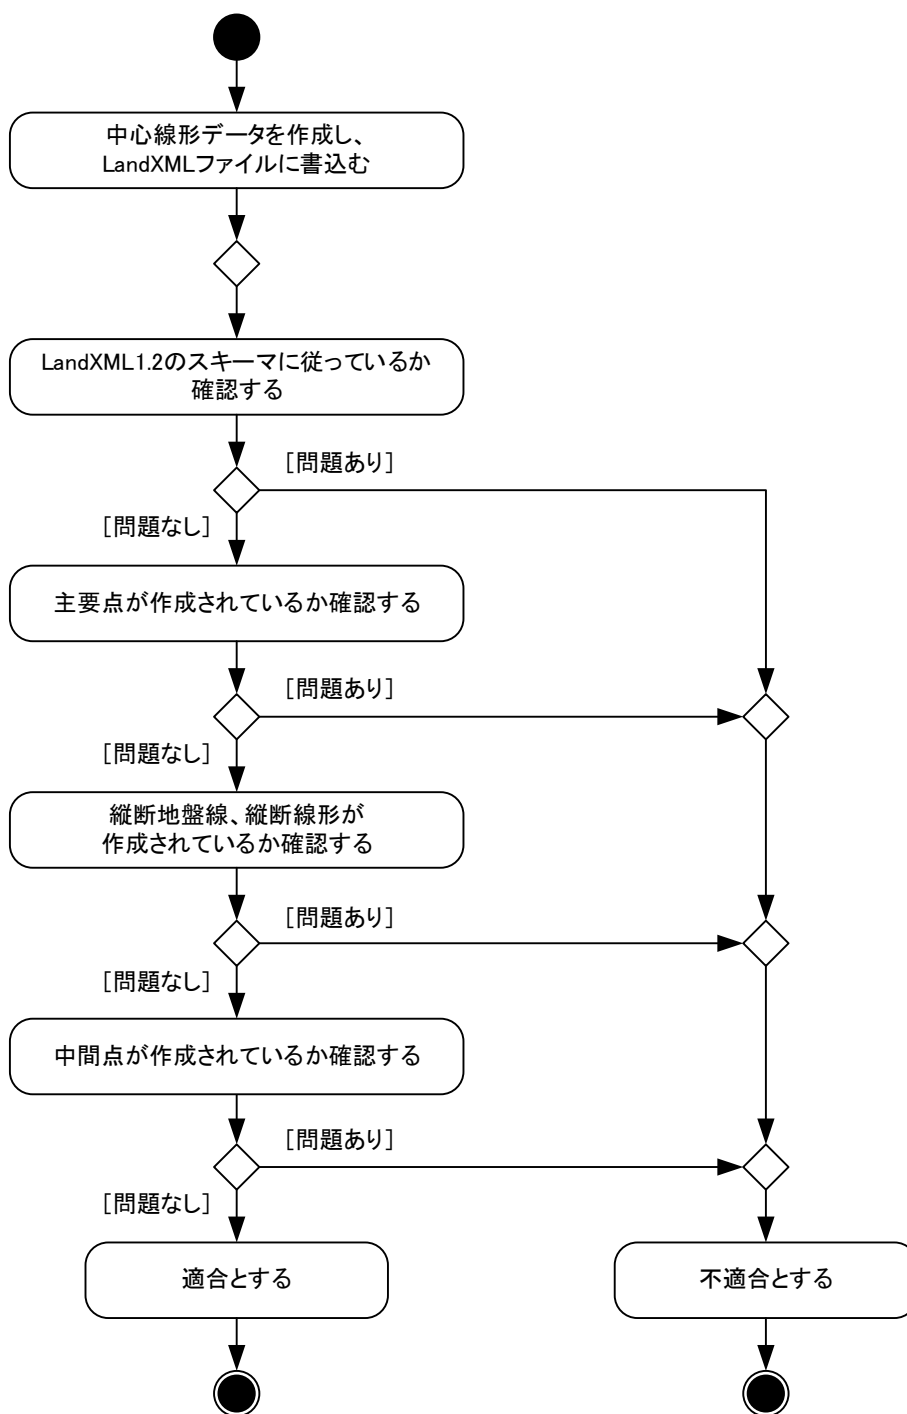 中心線形データを作成し、
LandXMLファイルに書込む
LandXML1.2のスキーマに従っているか
確認する
[問題あり]
[問題なし]
主要点が作成されているか確認する
[問題あり]
[問題なし]
縦断地盤線、縦断線形が
作成されているか確認する
[問題あり]
[問題なし]
中間点が作成されているか確認する
[問題あり]
[問題なし]
適合とする
不適合とする